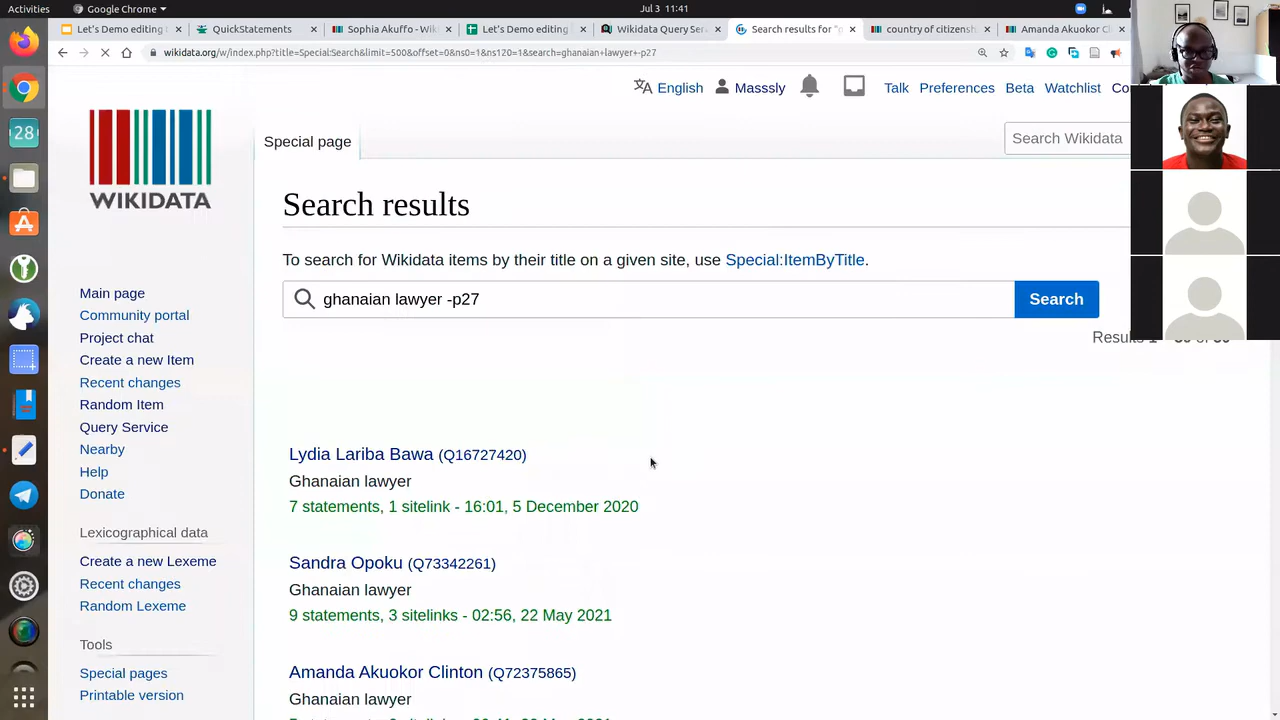 Activities
Google Chrome
Jul 3 11:41
Let's Demo editing
QuickStatements
Sophia Akuffo - Wik
Let's Demo editing
Wikidata Query Ser
Search results for "g
country of citizensh
Amanda Akuokor Cl
wikidata.org/w/index.php?title=Special:Search&limit=500&offset=0&ns0=1&ns120=1&search=ghanaian+lawyer+-p27
28
English
Masssly
Talk
Preferences
Beta
Watchlist
Co
WIKIDATA
Special page
Search Wikidata
Search results
To search for Wikidata items by their title on a given site, use Special:ItemByTitle.
ghanaian lawyer -p27
Search
Results
Main page
Community portal
Project chat
Create a new Item
Recent changes
Random Item
Query Service
Nearby
Help
Donate
Lexicographical data
Create a new Lexeme
Recent changes
Random Lexeme
Tools
Special pages
Printable version
Lydia Lariba Bawa (Q16727420)
Ghanaian lawyer
7 statements, 1 sitelink - 16:01, 5 December 2020
Sandra Opoku (Q73342261)
Ghanaian lawyer
9 statements, 3 sitelinks - 02:56, 22 May 2021
Amanda Akuokor Clinton (Q72375865)
Ghanaian lawyer